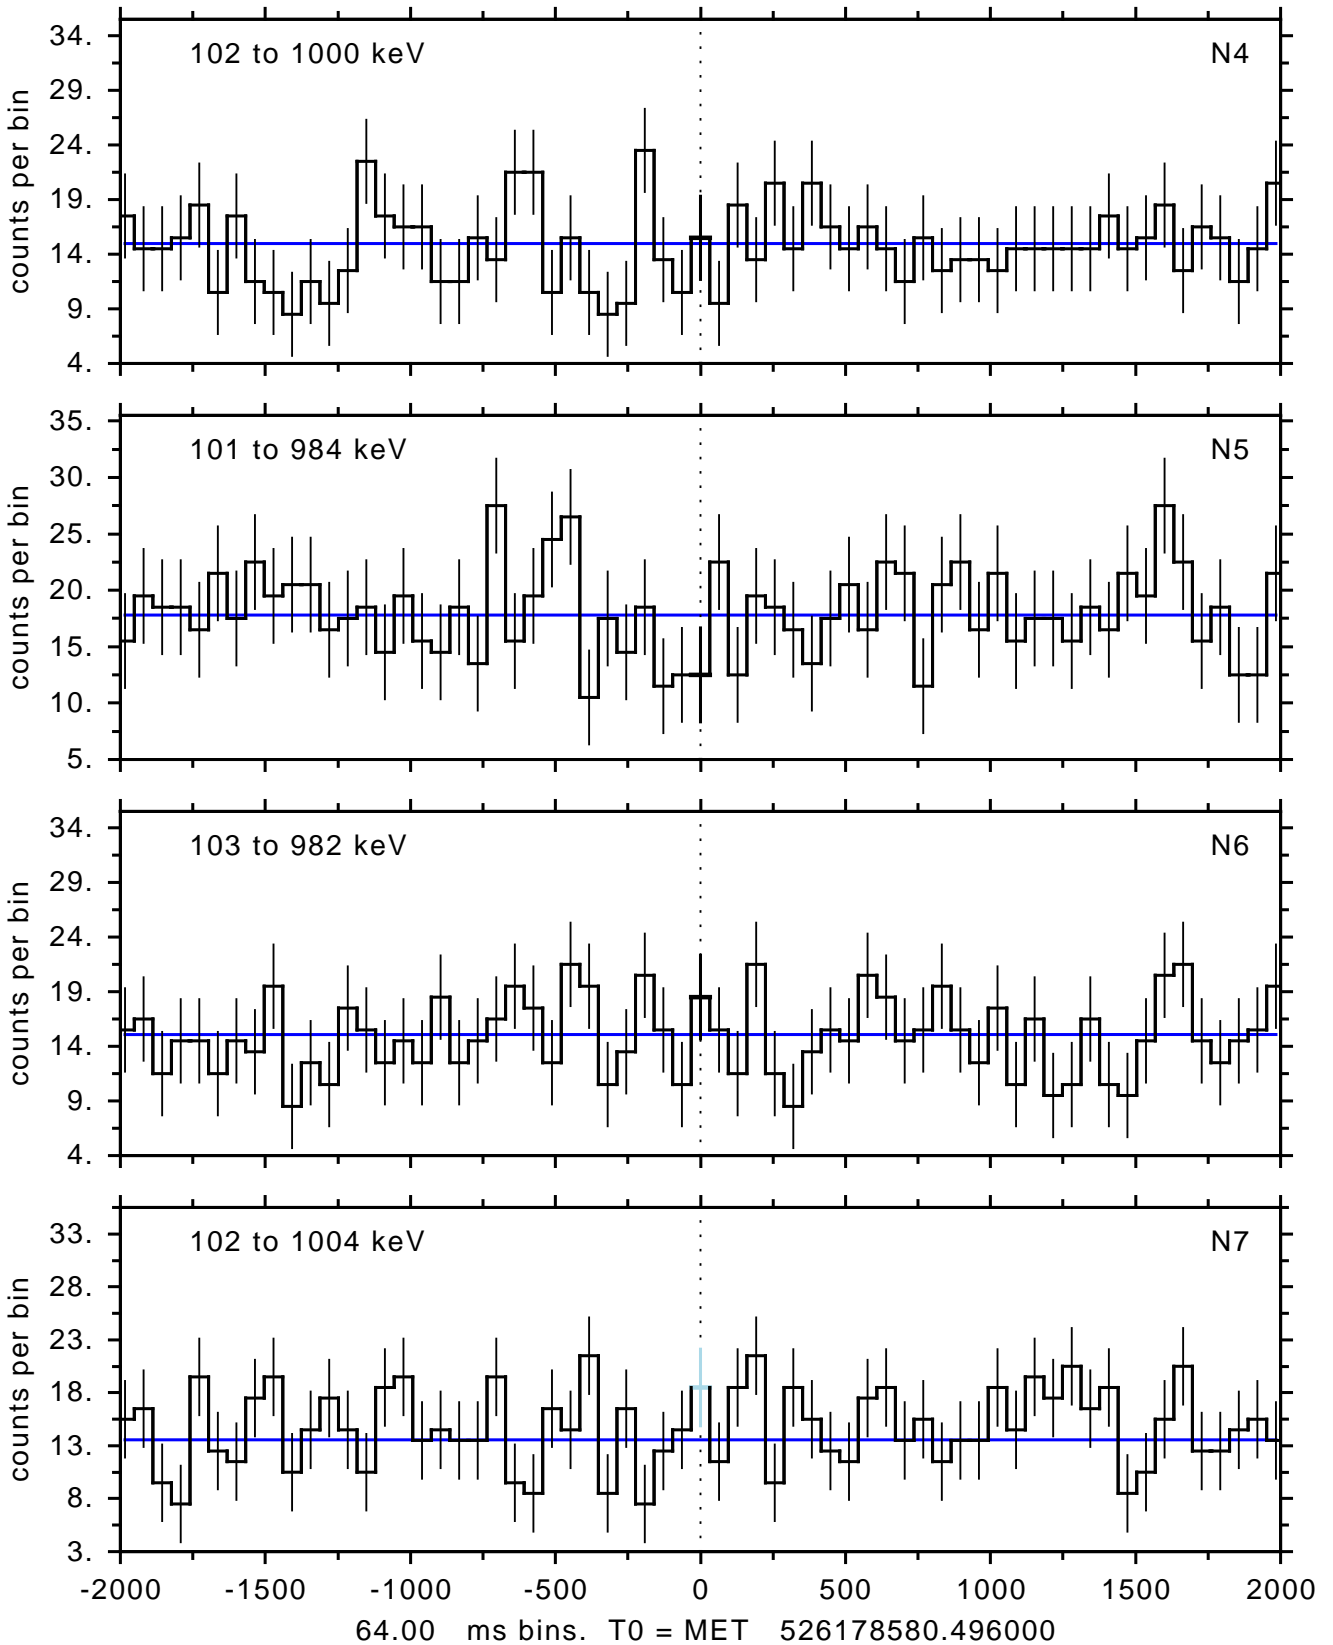 34.
102 to 1000 keV N4
29.
24.
19.
14.
9.
4.
counts per bin
35.
101 to 984 keV N5
30.
25.
20.
15.
10.
5.
counts per bin
34.
103 to 982 keV N6
29.
24.
19.
14.
9.
4.
counts per bin
33.
102 to 1004 keV N7
28.
23.
18.
13.
8.
3.
counts per bin
-2000 -1500 -1000 -500 0 500 1000 1500 2000
64.00 ms bins. T0 = MET 526178580.496000